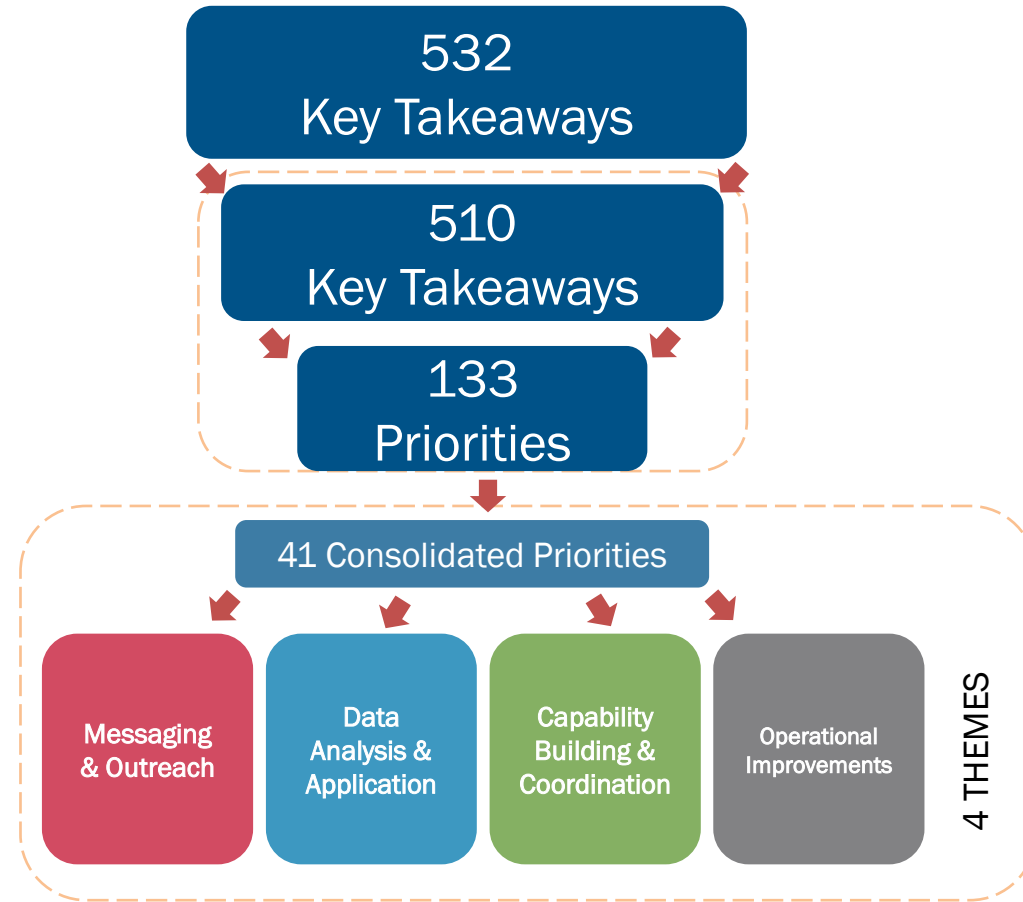 532
Key Takeaways
510
Key Takeaways
133
Priorities
41 Consolidated Priorities
Messaging
& Outreach
Data
Analysis &
Application
Capability
Building &
Coordination
Operational
Improvements
4 THEMES